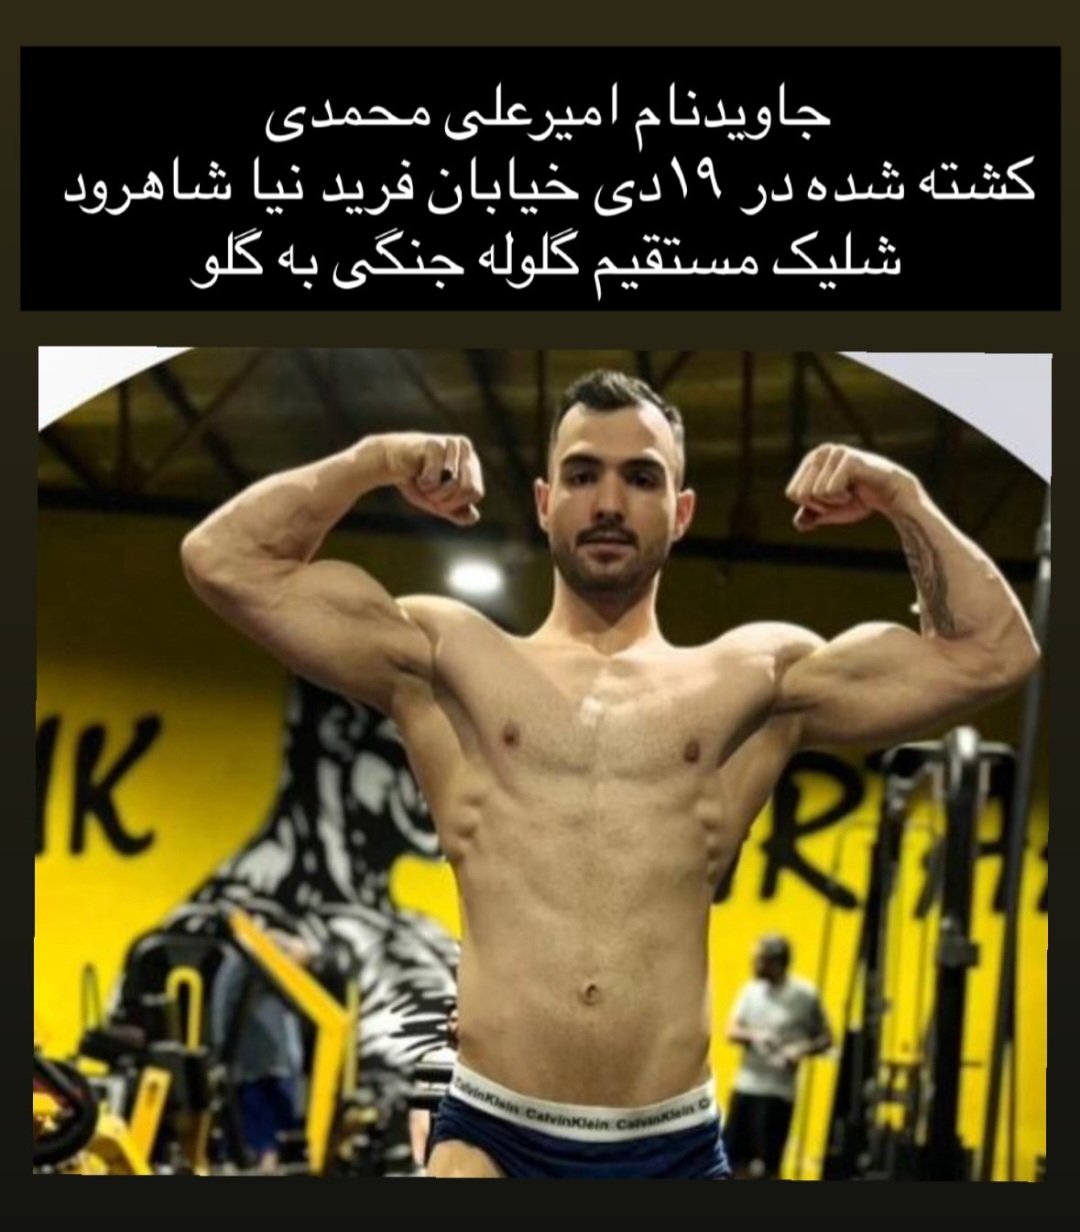 جاویدنام امیرعلی محمدی
کشته شده در ۱۹دی خیابان فرید نیا شاهرود
شلیک مستقیم گلوله جنگی به گلو
K
R
CalvinKlein CalvinKlein CalvinKlein C